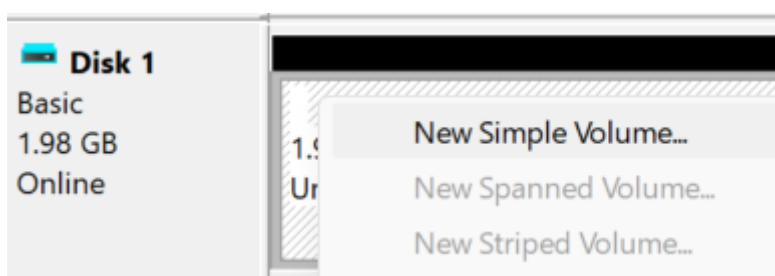 Disk 1
Basic
1.98 GB
Online
New Simple Volume...
New Spanned Volume...
New Striped Volume...